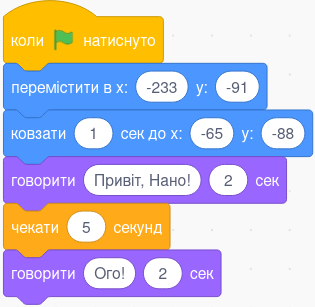 коли натиснуто
перемістити в x: -233 y: -91
ковзати 1 сек до x: -65 y: -88
говорити Привіт, Нано! 2 сек
чекати 5 секунд
говорити Ого! 2 сек